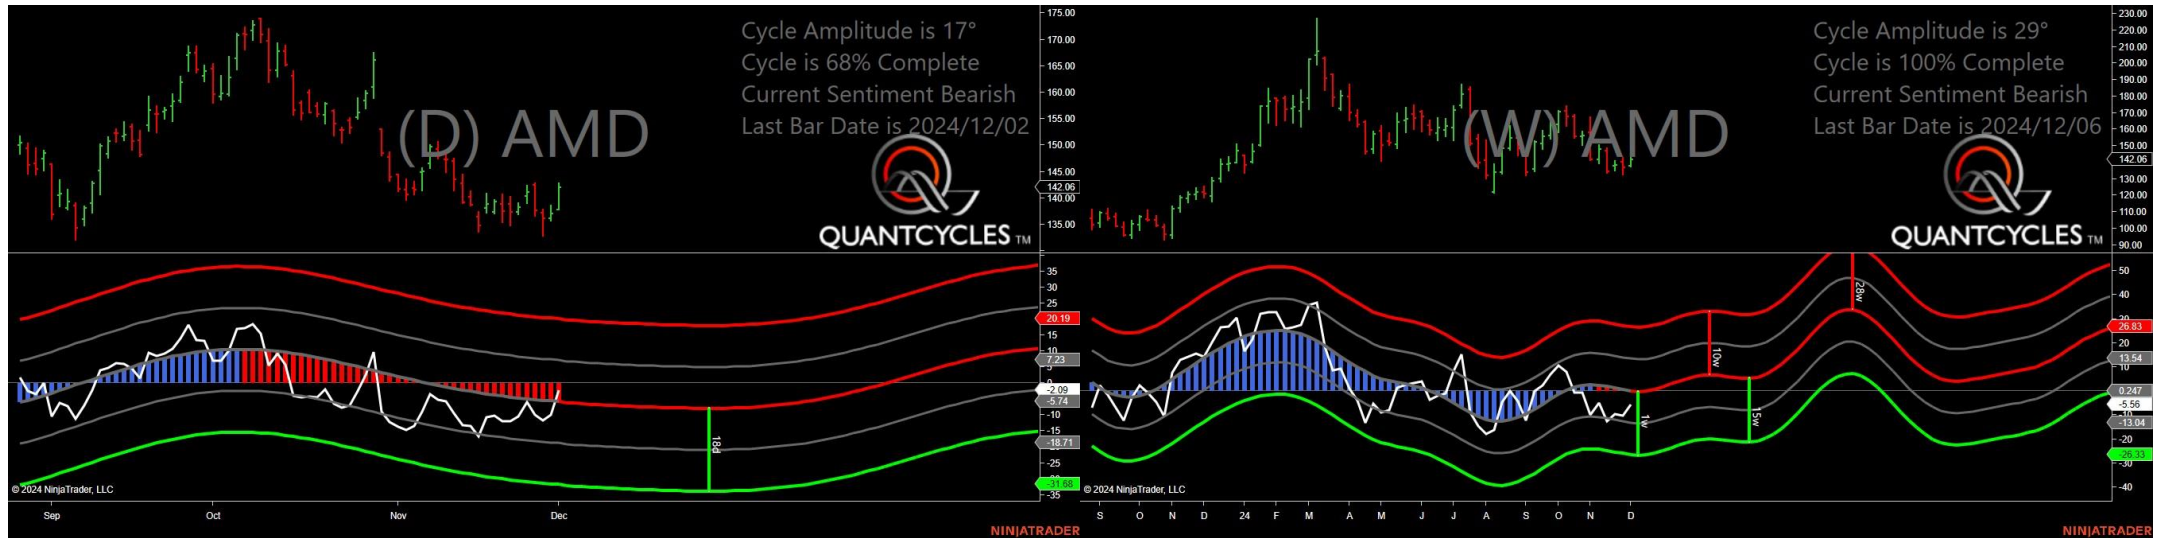 Cycle Amplitude is 17°
Cycle is 68% Complete
Current Sentiment Bearish
Last Bar Date is 2024/12/02
(D) AMD
QUANTCYCLES TM
175.00
170.00
165.00
160.00
155.00
150.00
145.00
142.06
140.00
135.00
35
30
25
20.19
15
10
7.23
-2.09
-5.74
-10
-15
-18.71
-25
-31.68
-35
18d
© 2024 NinjaTrader, LLC
Sep Oct Nov Dec
NINJATRADER
Cycle Amplitude is 29°
Cycle is 100% Complete
Current Sentiment Bearish
Last Bar Date is 2024/12/06
(W) AMD
QUANTCYCLES TM
230.00
220.00
210.00
200.00
190.00
180.00
170.00
160.00
150.00
142.06
130.00
120.00
110.00
100.00
90.00
50
40
26.83
20
13.54
10
0.247
-5.56
-13.04
-20
-26.33
-30
-40
1w
10w
15w
28w
© 2024 NinjaTrader, LLC
S O N D 24 F M A M J J A S O N D
NINJATRADER